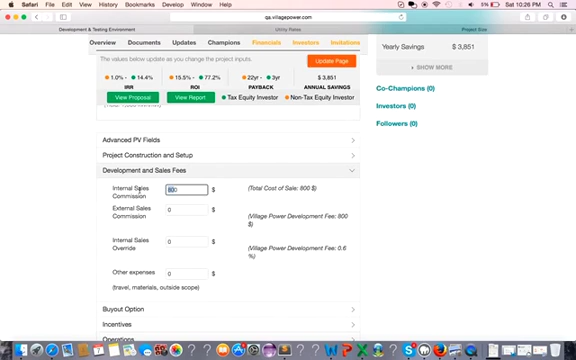 Safari File Edit View History Bookmarks Develop Window Help
5% Sat 10:26 PM
qa.villagepower.com
Development & Testing Environment Utility Rates Project Size
Overview Documents Updates Champions Financials Investors Invitations
The values below update as you change the project inputs.
Update Page
1.0% - 14.4% 15.5% - 77.2% 22yr - 3yr $ 3,851
IRR ROI PAYBACK ANNUAL SAVINGS
View Proposal View Report Tax Equity Investor Non-Tax Equity Investor
Advanced PV Fields
Project Construction and Setup
Development and Sales Fees
Internal Sales Commission 800 $ (Total Cost of Sale: 800 $)
External Sales Commission 0 $ (Village Power Development Fee: 800 $)
Internal Sales Override 0 $ (Village Power Development Fee: 0.6 %)
Other expenses 0 $
(travel, materials, outside scope)
Buyout Option
Incentives
Operations
Yearly Savings $ 3,851
SHOW MORE
Co-Champions (0)
Investors (0)
Followers (0)